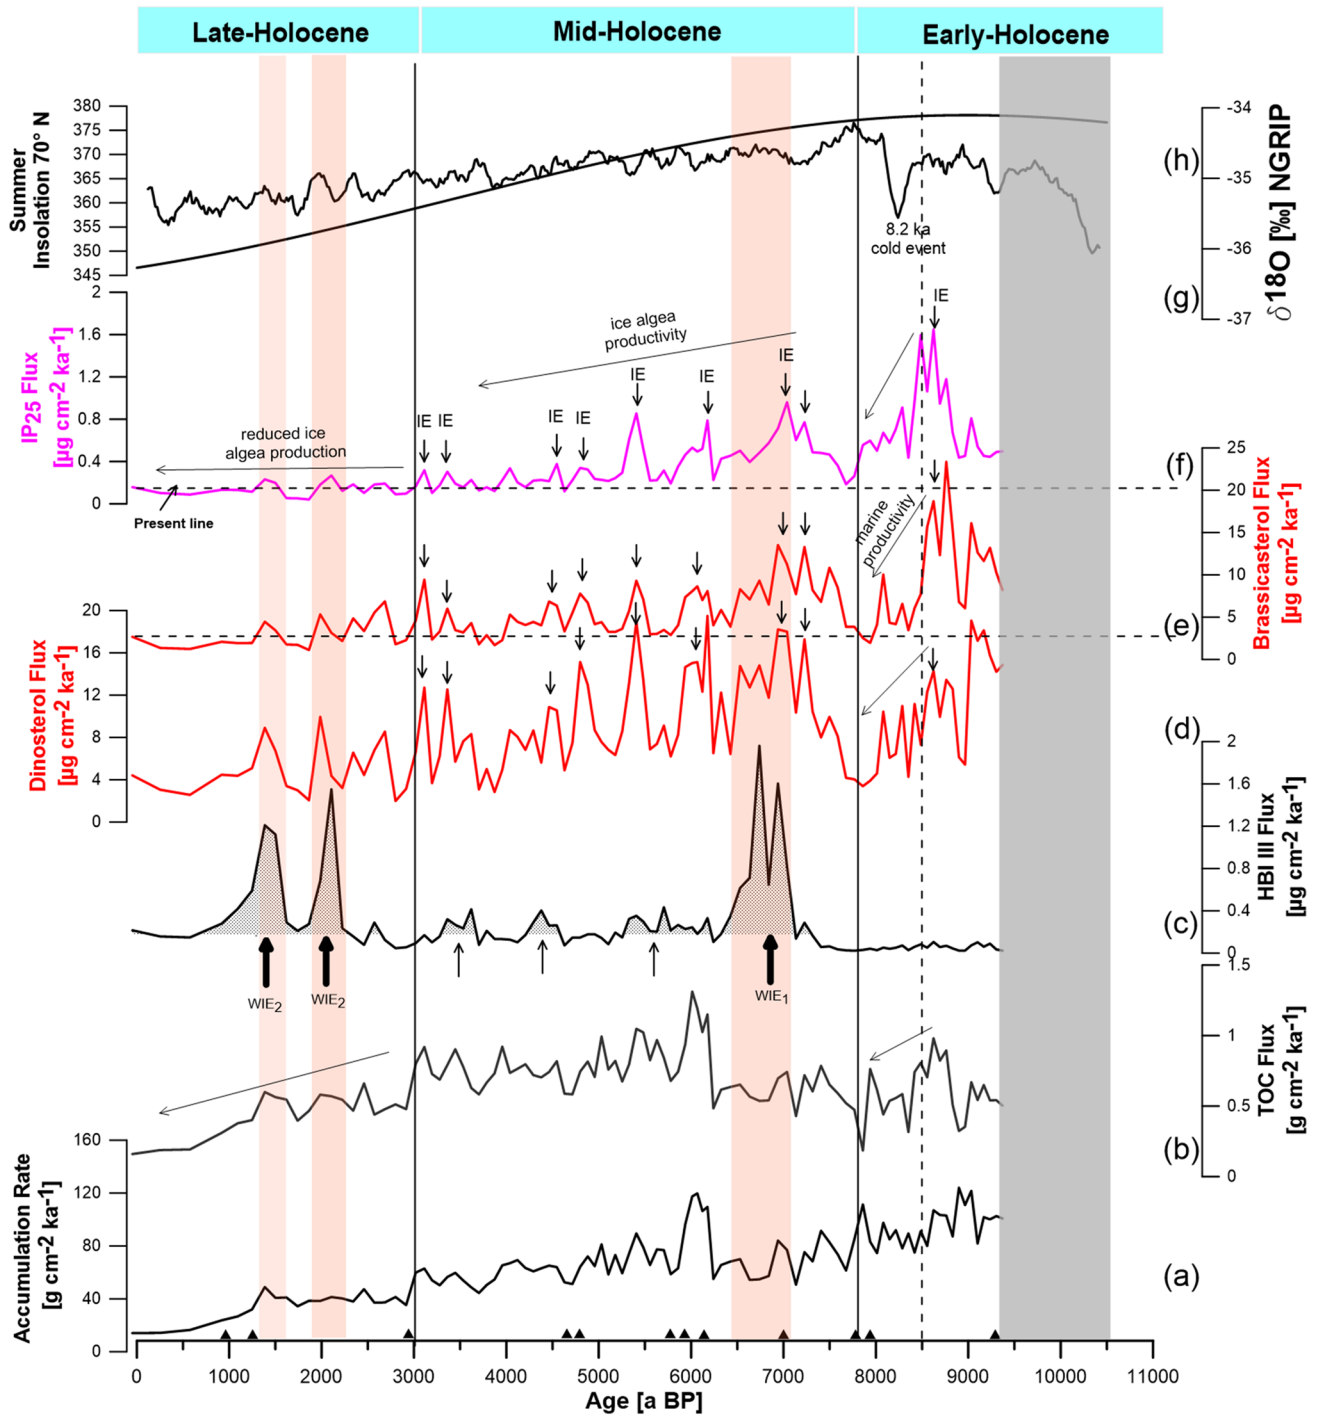 Late-Holocene
Mid-Holocene
Early-Holocene
380
375
370
365
360
355
350
345
Summer
Insolation 70° N
-34
-35
-36
-37
δ18O [‰] NGRIP
(h)
8.2 ka
cold event
(g)
2
1.6
1.2
0.8
0.4
0
IP25 Flux
[µg cm-2 ka-1]
IE
ice algea
productivity
IE
IE
IE
IE
IE
IE
IE
reduced ice
algea production
Present line
(f)
25
20
15
10
5
0
Brassicasterol Flux
[µg cm-2 ka-1]
marine
productivity
(e)
20
16
12
8
4
0
Dinosterol Flux
[µg cm-2 ka-1]
(d)
2
1.6
1.2
0.8
0.4
0
HBI III Flux
[µg cm-2 ka-1]
(c)
WIE2
WIE2
WIE1
1.5
1
0.5
0
TOC Flux
[g cm-2 ka-1]
(b)
160
120
80
40
0
Accumulation Rate
[g cm-2 ka-1]
(a)
0
1000
2000
3000
4000
5000
6000
7000
8000
9000
10000
11000
Age [a BP]